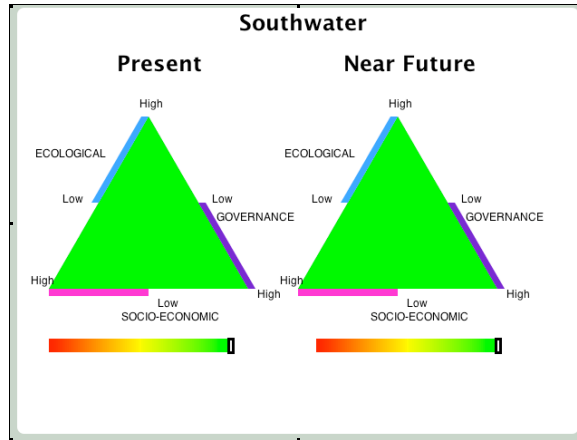 Southwater
Present
Near Future
High
ECOLOGICAL
Low
Low
GOVERNANCE
High
High
Low
SOCIO-ECONOMIC
High
ECOLOGICAL
Low
Low
GOVERNANCE
High
High
Low
SOCIO-ECONOMIC